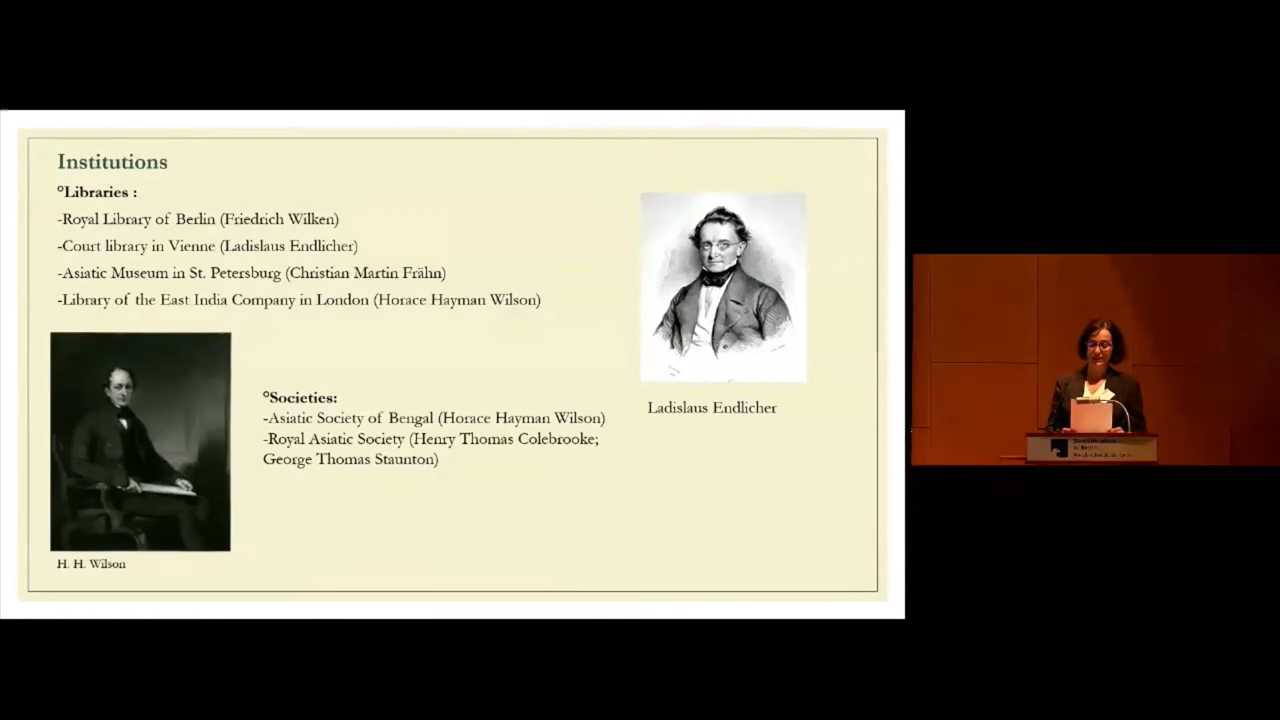 Institutions
°Libraries :
-Royal Library of Berlin (Friedrich Wilken)
-Court library in Vienne (Ladislaus Endlicher)
-Asiatic Museum in St. Petersburg (Christian Martin Frähn)
-Library of the East India Company in London (Horace Hayman Wilson)
Ladislaus Endlicher
°Societies:
-Asiatic Society of Bengal (Horace Hayman Wilson)
-Royal Asiatic Society (Henry Thomas Colebrooke;
George Thomas Staunton)
H. H. Wilson